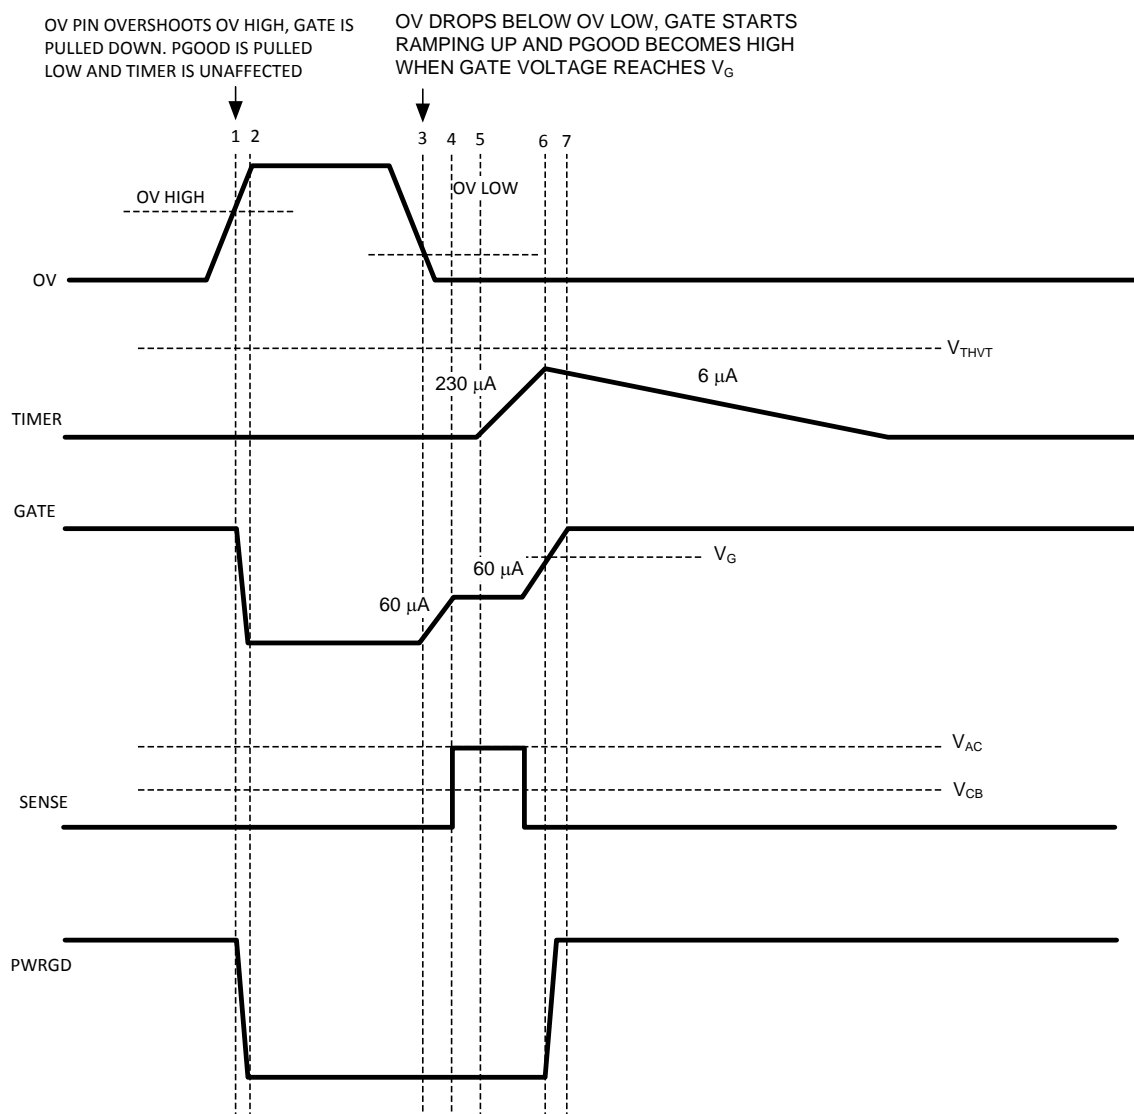 OV PIN OVERSHOOTS OV HIGH, GATE IS
PULLED DOWN. PGOOD IS PULLED
LOW AND TIMER IS UNAFFECTED
OV DROPS BELOW OV LOW, GATE STARTS
RAMPING UP AND PGOOD BECOMES HIGH
WHEN GATE VOLTAGE REACHES VG
1 2 3 4 5 6 7
OV HIGH
OV LOW
OV
VTHVT
230 μA
6 μA
TIMER
GATE
VG
60 μA
60 μA
VAC
VCB
SENSE
PWRGD